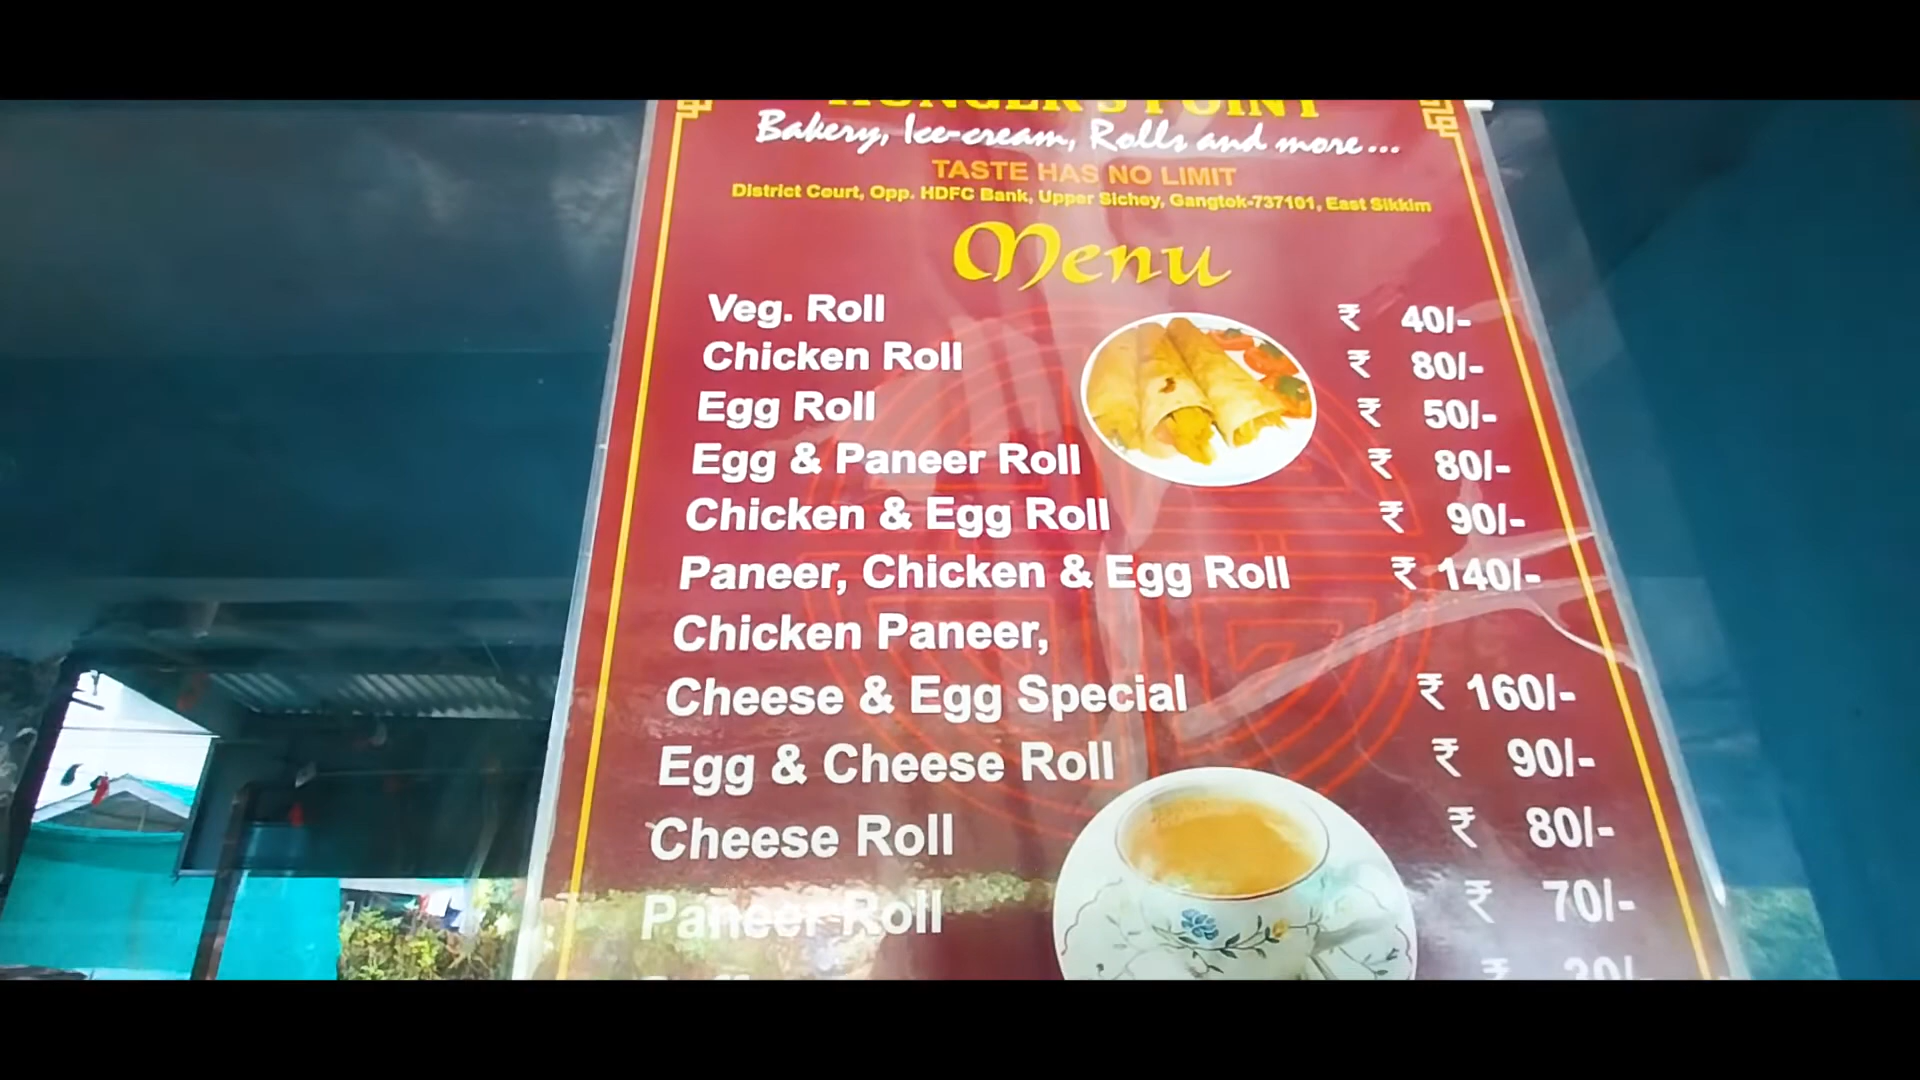 HUNGER'S POINT
Bakery, Ice-cream, Rolls and more...
TASTE HAS NO LIMIT
District Court, Opp. HDFC Bank, Upper Sichey, Gangtok-737101, East Sikkim
Menu
Veg. Roll ₹ 40/-
Chicken Roll ₹ 80/-
Egg Roll ₹ 50/-
Egg & Paneer Roll ₹ 80/-
Chicken & Egg Roll ₹ 90/-
Paneer, Chicken & Egg Roll ₹ 140/-
Chicken Paneer,
Cheese & Egg Special ₹ 160/-
Egg & Cheese Roll ₹ 90/-
Cheese Roll ₹ 80/-
Paneer Roll ₹ 70/-
₹ 30/-